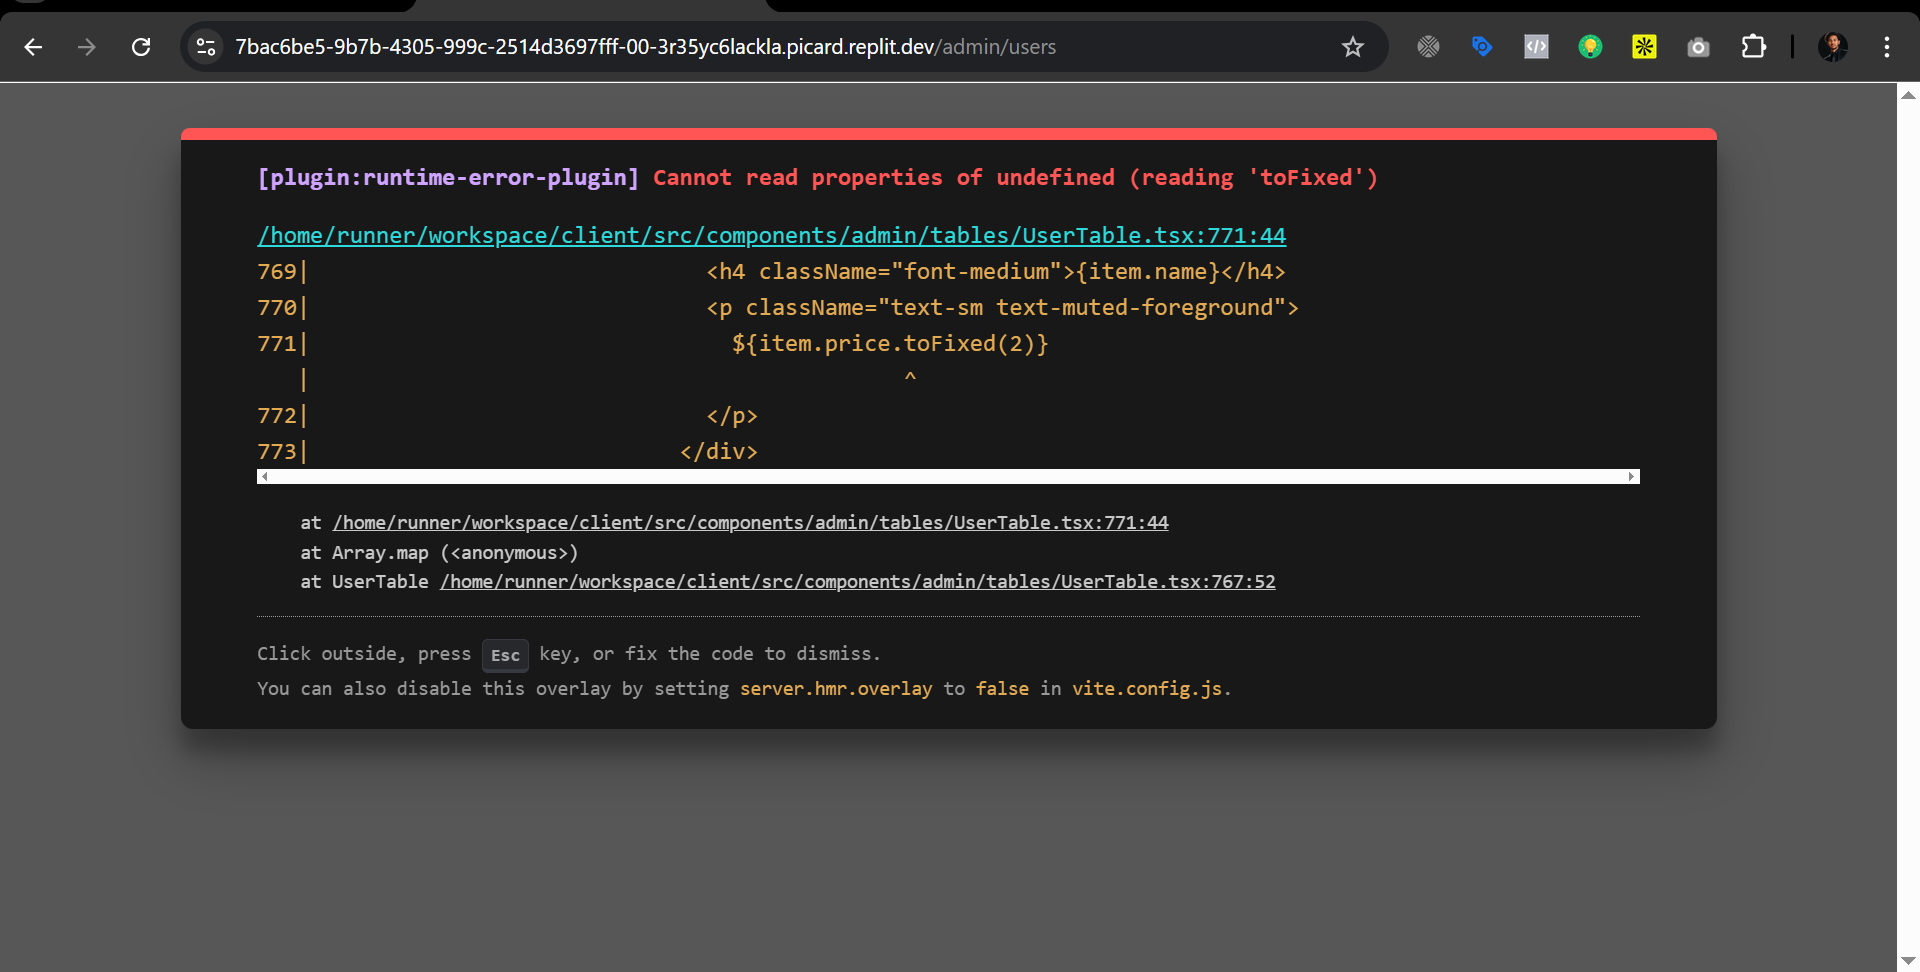 7bac6be5-9b7b-4305-999c-2514d3697fff-00-3r35yc6lackla.picard.replit.dev/admin/users
[plugin:runtime-error-plugin] Cannot read properties of undefined (reading 'toFixed')
/home/runner/workspace/client/src/components/admin/tables/UserTable.tsx:771:44
769|                              <h4 className="font-medium">{item.name}</h4>
770|                              <p className="text-sm text-muted-foreground">
771|                                ${item.price.toFixed(2)}
   |                                             ^
772|                              </p>
773|                            </div>
at /home/runner/workspace/client/src/components/admin/tables/UserTable.tsx:771:44
at Array.map (<anonymous>)
at UserTable /home/runner/workspace/client/src/components/admin/tables/UserTable.tsx:767:52
Click outside, press Esc key, or fix the code to dismiss.
You can also disable this overlay by setting server.hmr.overlay to false in vite.config.js.